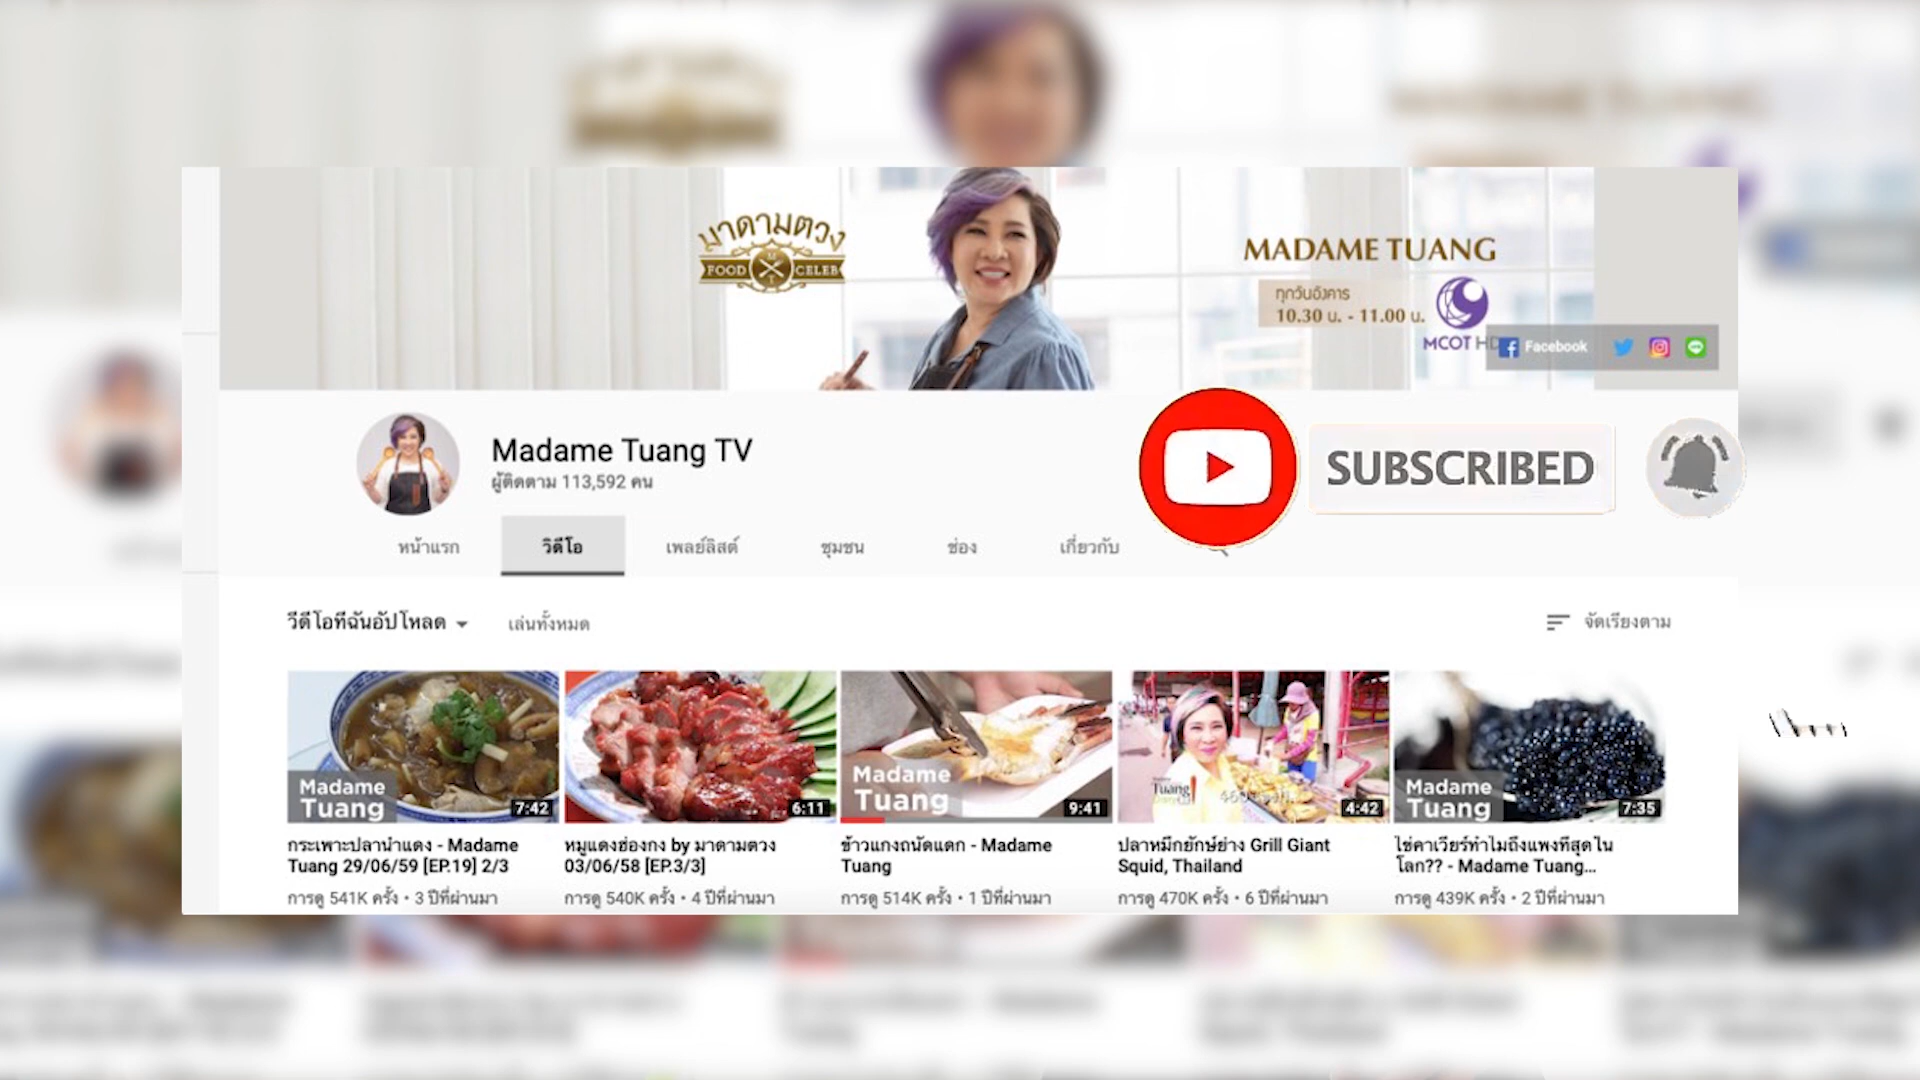 มาดามตวง
FOOD CELEB
MADAME TUANG
ทุกวันอังคาร
10.30 น. - 11.00 น.
MCOT HD
Facebook
Madame Tuang TV
ผู้ติดตาม 113,592 คน
SUBSCRIBED
หน้าแรก
วิดีโอ
เพลย์ลิสต์
ชุมชน
ช่อง
เกี่ยวกับ
วิดีโอที่ฉันอัปโหลด
เล่นทั้งหมด
จัดเรียงตาม
Madame
Tuang
7:42
6:11
Madame
Tuang
9:41
Tuang
4:42
Madame
Tuang
7:35
กระเพาะปลาน้ำแดง - Madame
Tuang 29/06/59 [EP.19] 2/3
การดู 541K ครั้ง • 3 ปีที่ผ่านมา
หมูแดงฮ่องกง by มาดามตวง
03/06/58 [EP.3/3]
การดู 540K ครั้ง • 4 ปีที่ผ่านมา
ข้าวแกงถนัดแดก - Madame
Tuang
การดู 514K ครั้ง • 1 ปีที่ผ่านมา
ปลาหมึกยักษ์ย่าง Grill Giant
Squid, Thailand
การดู 470K ครั้ง • 6 ปีที่ผ่านมา
ไข่คาเวียร์ทำไมถึงแพงที่สุดใน
โลก?? - Madame Tuang...
การดู 439K ครั้ง • 2 ปีที่ผ่านมา